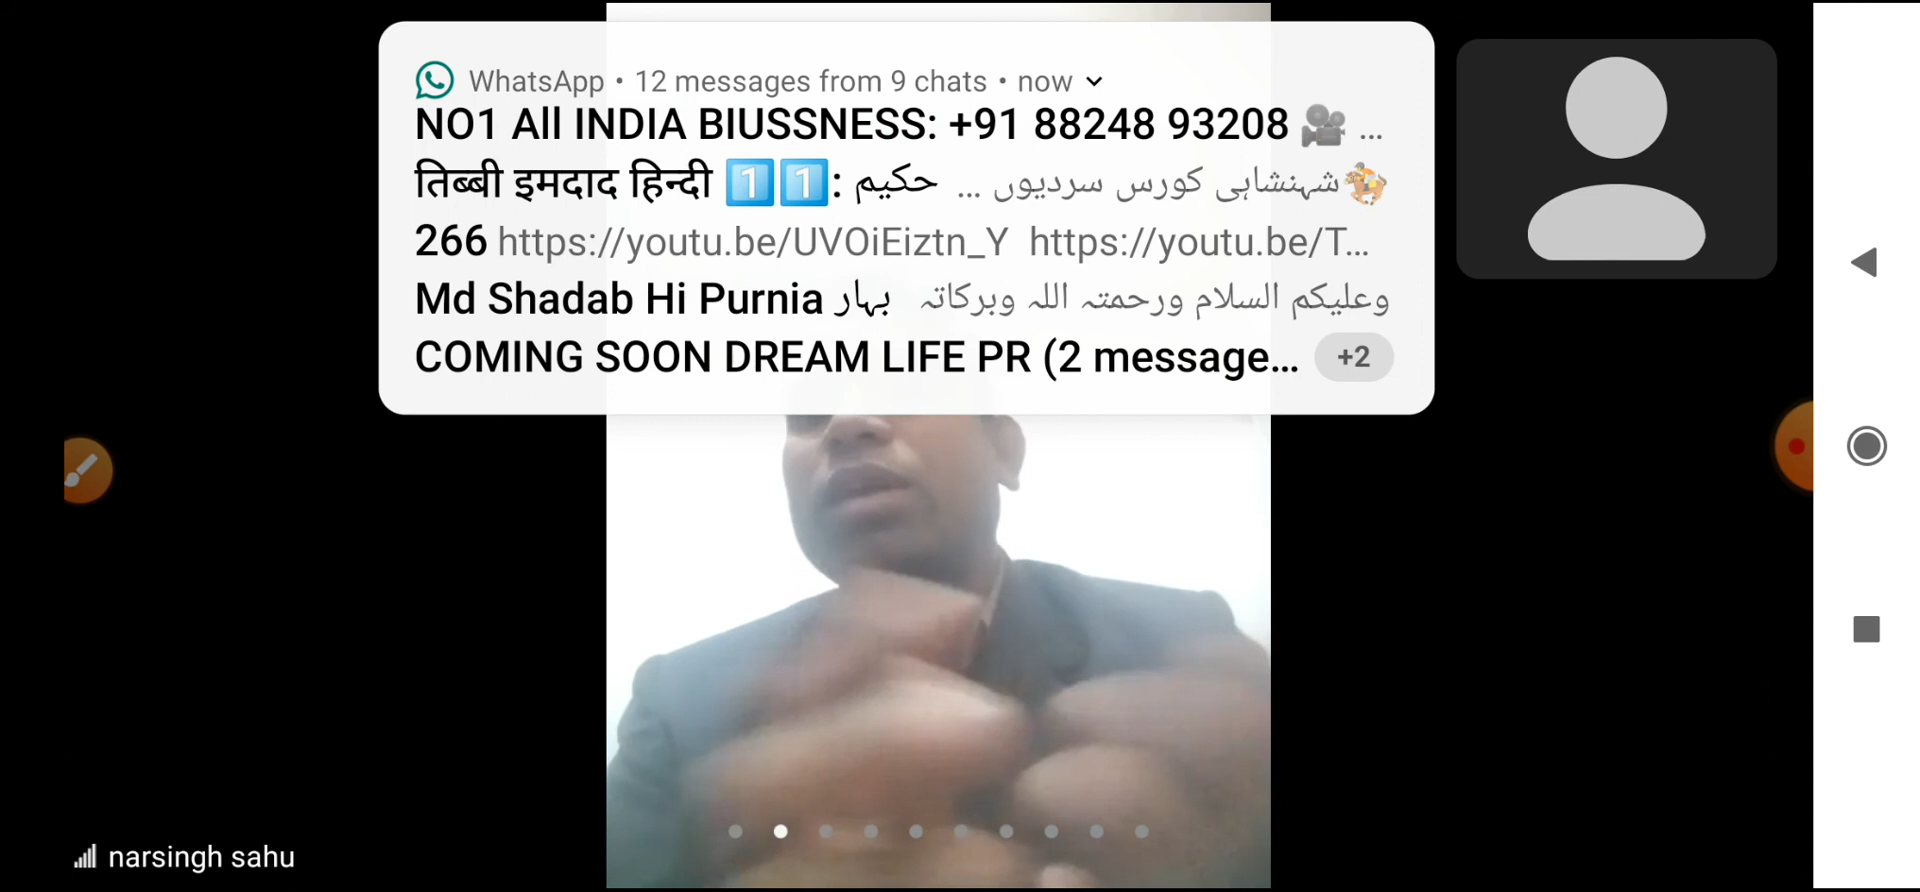 WhatsApp • 12 messages from 9 chats • now
NO1 All INDIA BIUSSNESS: +91 88248 93208 🎥 ...
तिब्बी इमदाद हिन्दी 1️⃣1️⃣: حکیم 🏇شہنشاہی کورس سردیوں ...
266 https://youtu.be/UVOiEiztn_Y https://youtu.be/T...
Md Shadab Hi Purnia بہار وعلیکم السلام ورحمتہ اللہ وبرکاتہ
COMING SOON DREAM LIFE PR (2 message... +2
narsingh sahu